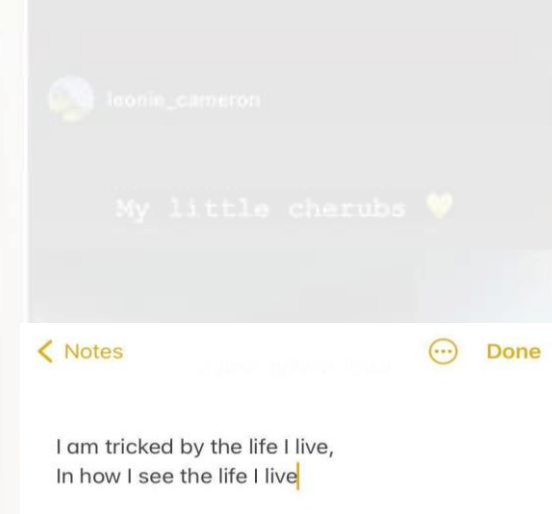 leonie_cameron
My little cherubs 💛
Notes
Done
I am tricked by the life I live,
In how I see the life I live